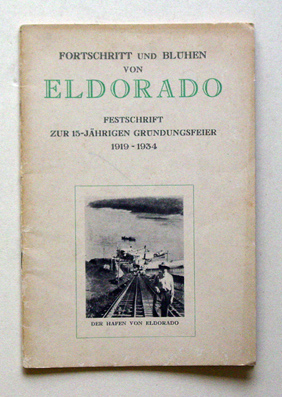 FORTSCHRITT UND BLÜHEN
VON
ELDORADO
FESTSCHRIFT
ZUR 15-JÄHRIGEN GRÜNDUNGSFEIER
1919-1934
DER HAFEN VON ELDORADO